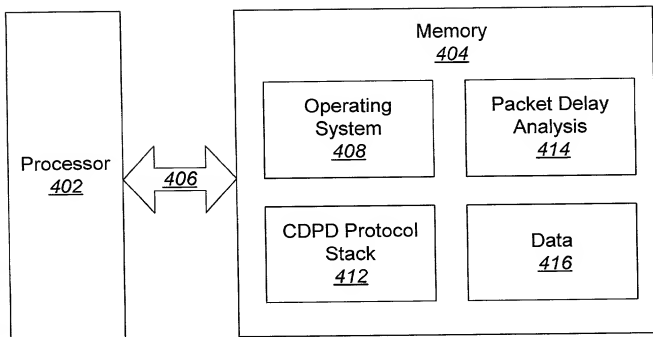 Memory
404
Operating
System
408
Packet Delay
Analysis
414
Processor
402
406
CDPD Protocol
Stack
412
Data
416